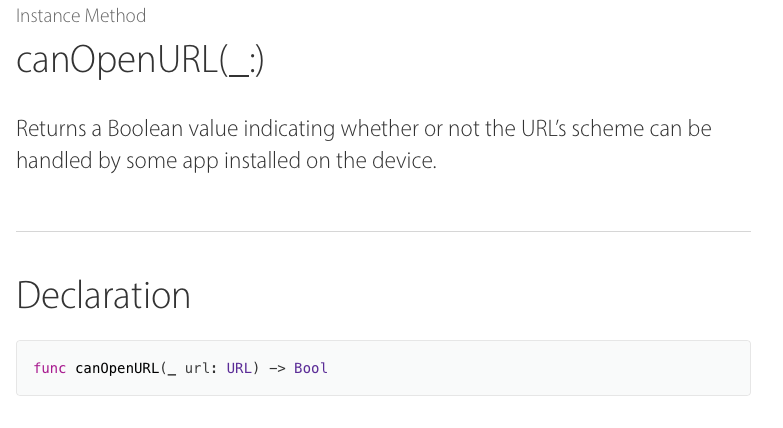 Instance Method
canOpenURL(_:)
Returns a Boolean value indicating whether or not the URL’s scheme can be
handled by some app installed on the device.
Declaration
func canOpenURL(_ url: URL) -> Bool